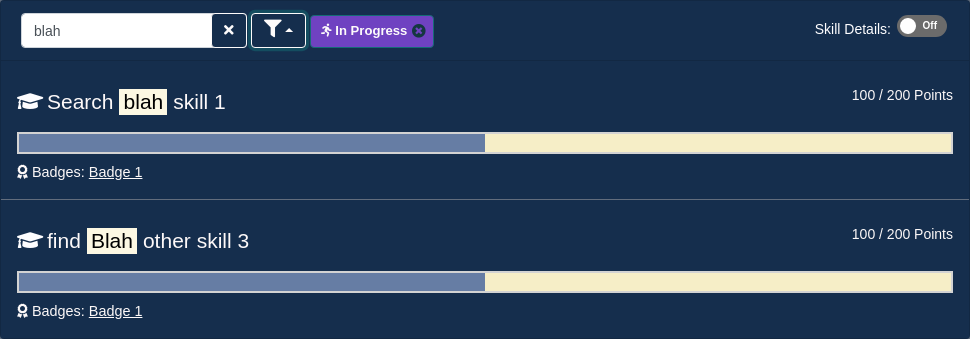 blah In Progress Skill Details: Off
Search blah skill 1 100 / 200 Points
Badges: Badge 1
find Blah other skill 3 100 / 200 Points
Badges: Badge 1